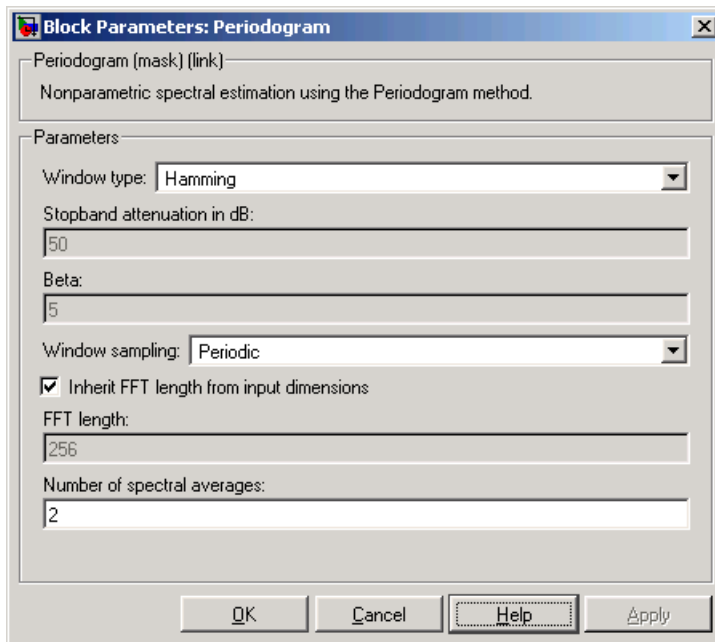 Block Parameters: Periodogram
Periodogram (mask) (link)
Nonparametric spectral estimation using the Periodogram method.
Parameters
Window type: Hamming
Stopband attenuation in dB:
50
Beta:
5
Window sampling: Periodic
Inherit FFT length from input dimensions
FFT length:
256
Number of spectral averages:
2
OK Cancel Help Apply